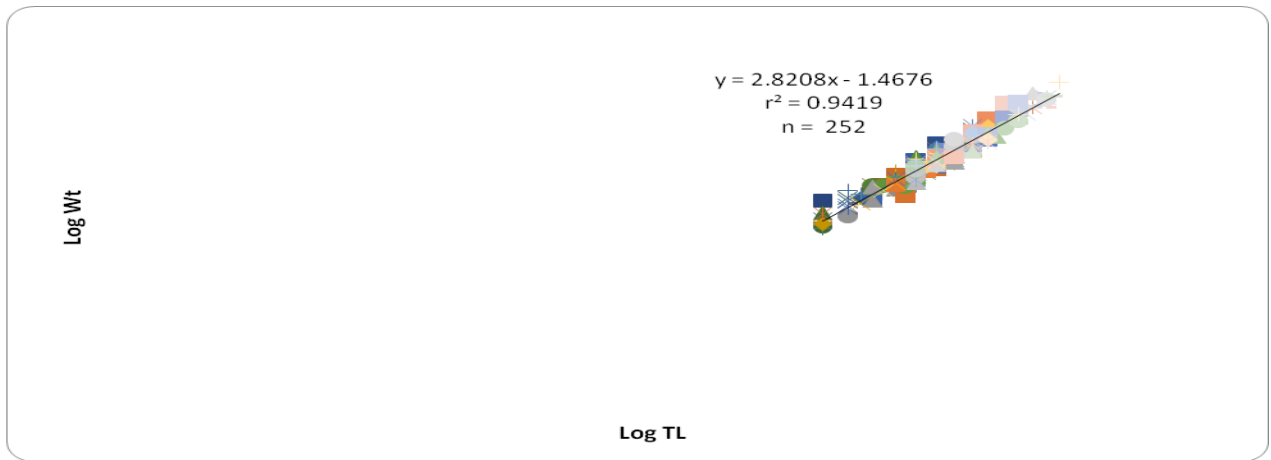 y = 2.8208x - 1.4676
r² = 0.9419
n = 252
Log Wt
Log TL